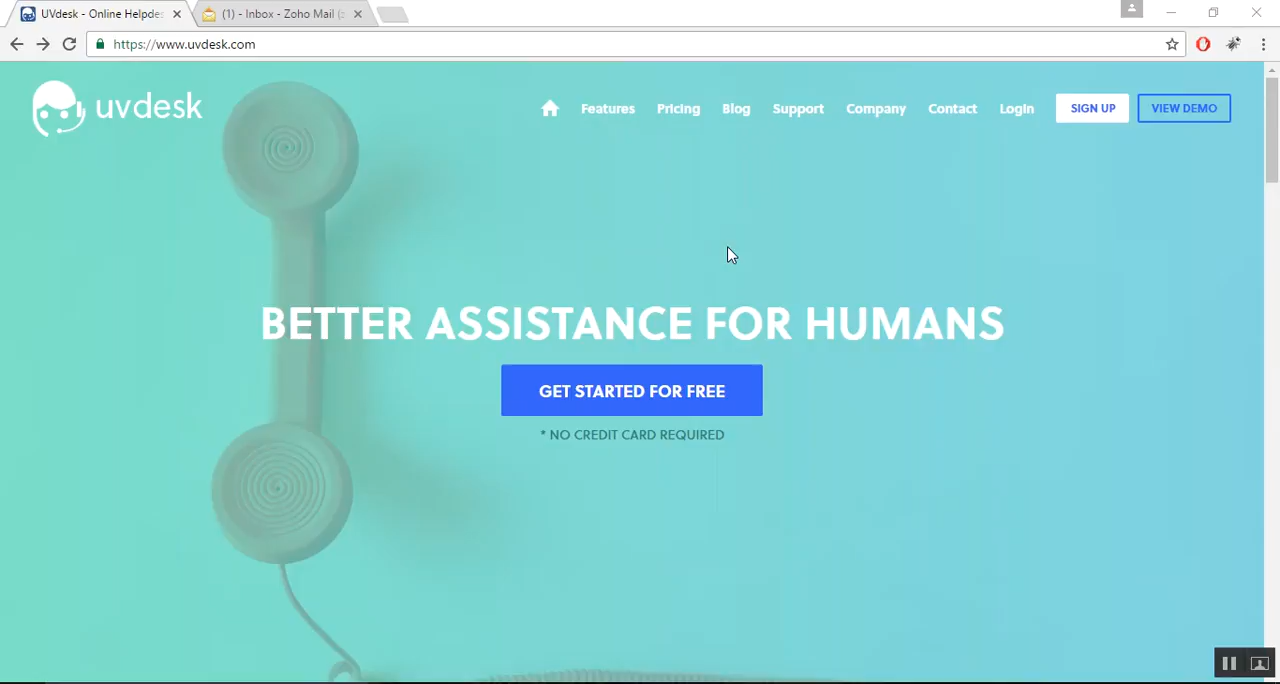 UVdesk - Online Helpdes
(1) - Inbox - Zoho Mail (s
https://www.uvdesk.com
uvdesk
Features
Pricing
Blog
Support
Company
Contact
Login
SIGN UP
VIEW DEMO
BETTER ASSISTANCE FOR HUMANS
GET STARTED FOR FREE
* NO CREDIT CARD REQUIRED